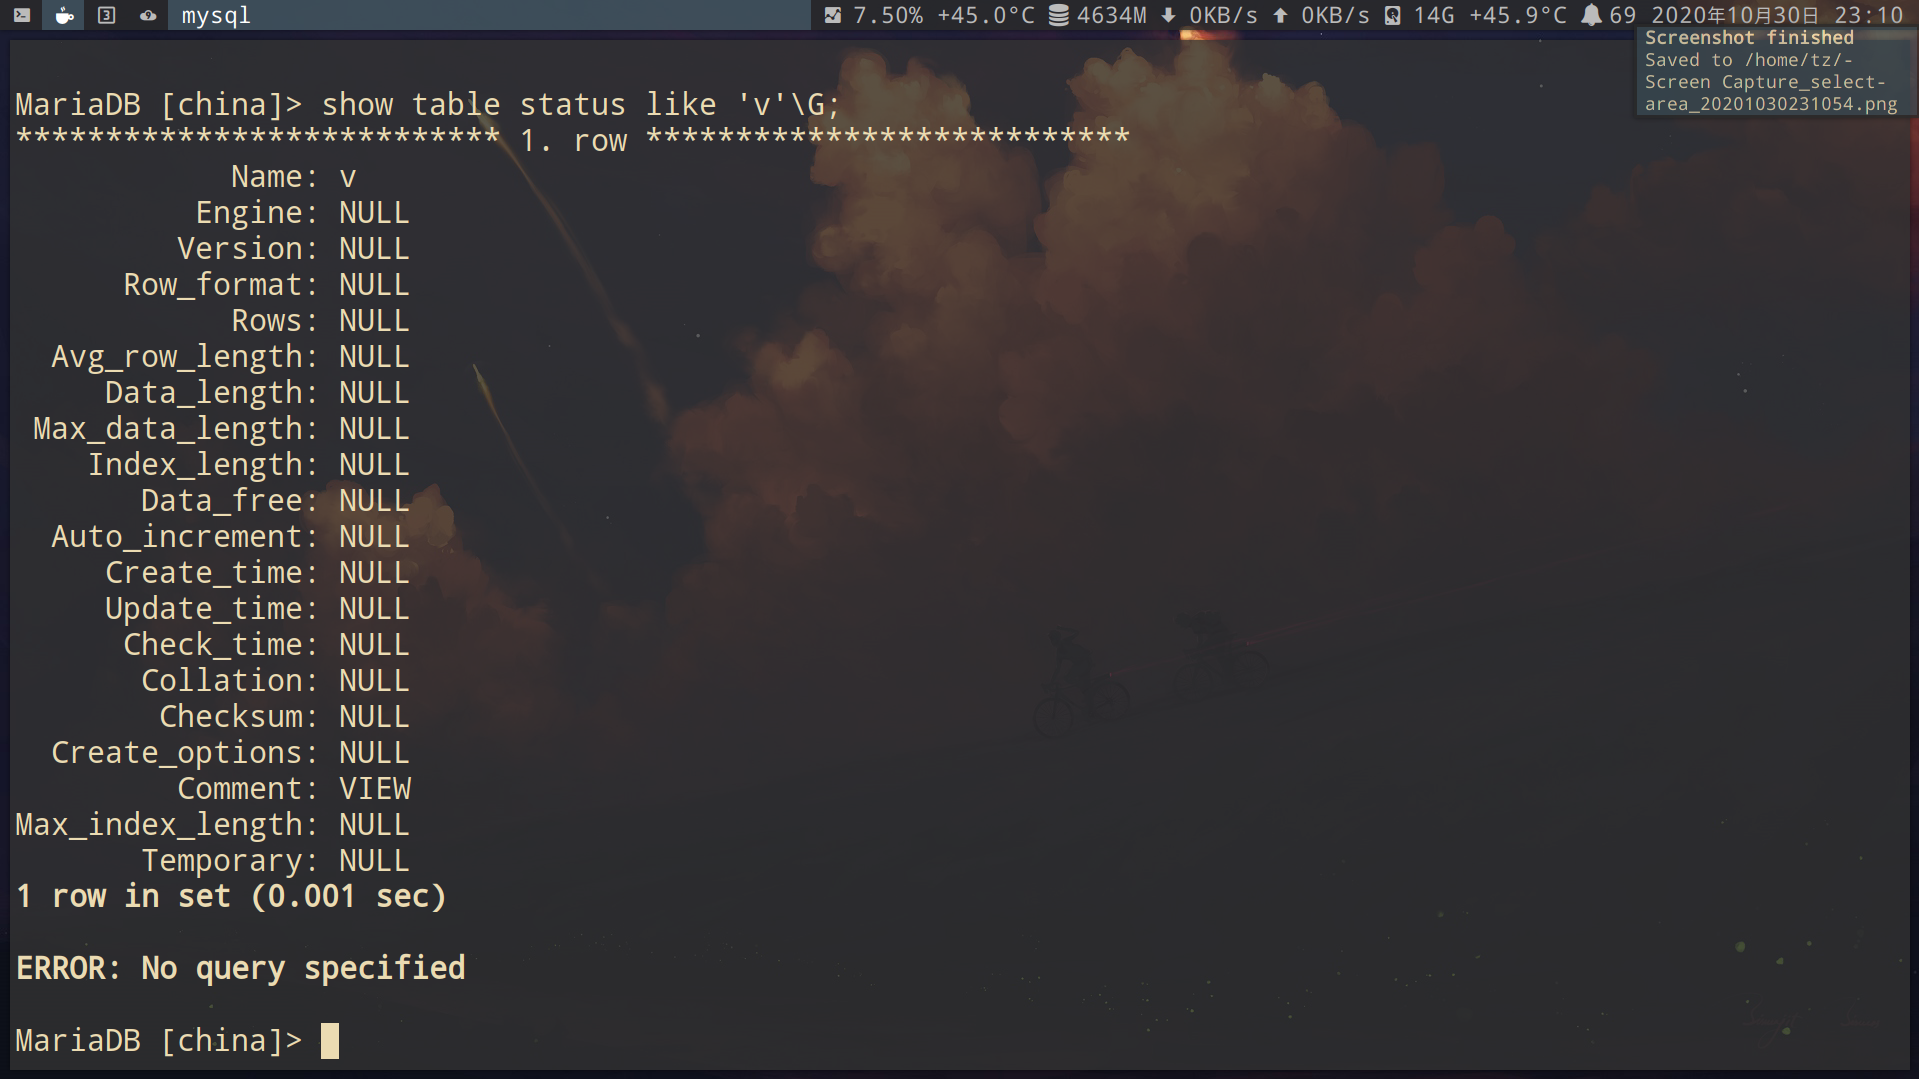 mysql
7.50% +45.0°C 4634M 0KB/s 0KB/s 14G +45.9°C 69 2020年10月30日 23:10
Screenshot finished
Saved to /home/tz/-
Screen Capture_select-
area_20201030231054.png
MariaDB [china]> show table status like 'v'\G;
*************************** 1. row ***************************
Name: v
Engine: NULL
Version: NULL
Row_format: NULL
Rows: NULL
Avg_row_length: NULL
Data_length: NULL
Max_data_length: NULL
Index_length: NULL
Data_free: NULL
Auto_increment: NULL
Create_time: NULL
Update_time: NULL
Check_time: NULL
Collation: NULL
Checksum: NULL
Create_options: NULL
Comment: VIEW
Max_index_length: NULL
Temporary: NULL
1 row in set (0.001 sec)
ERROR: No query specified
MariaDB [china]>